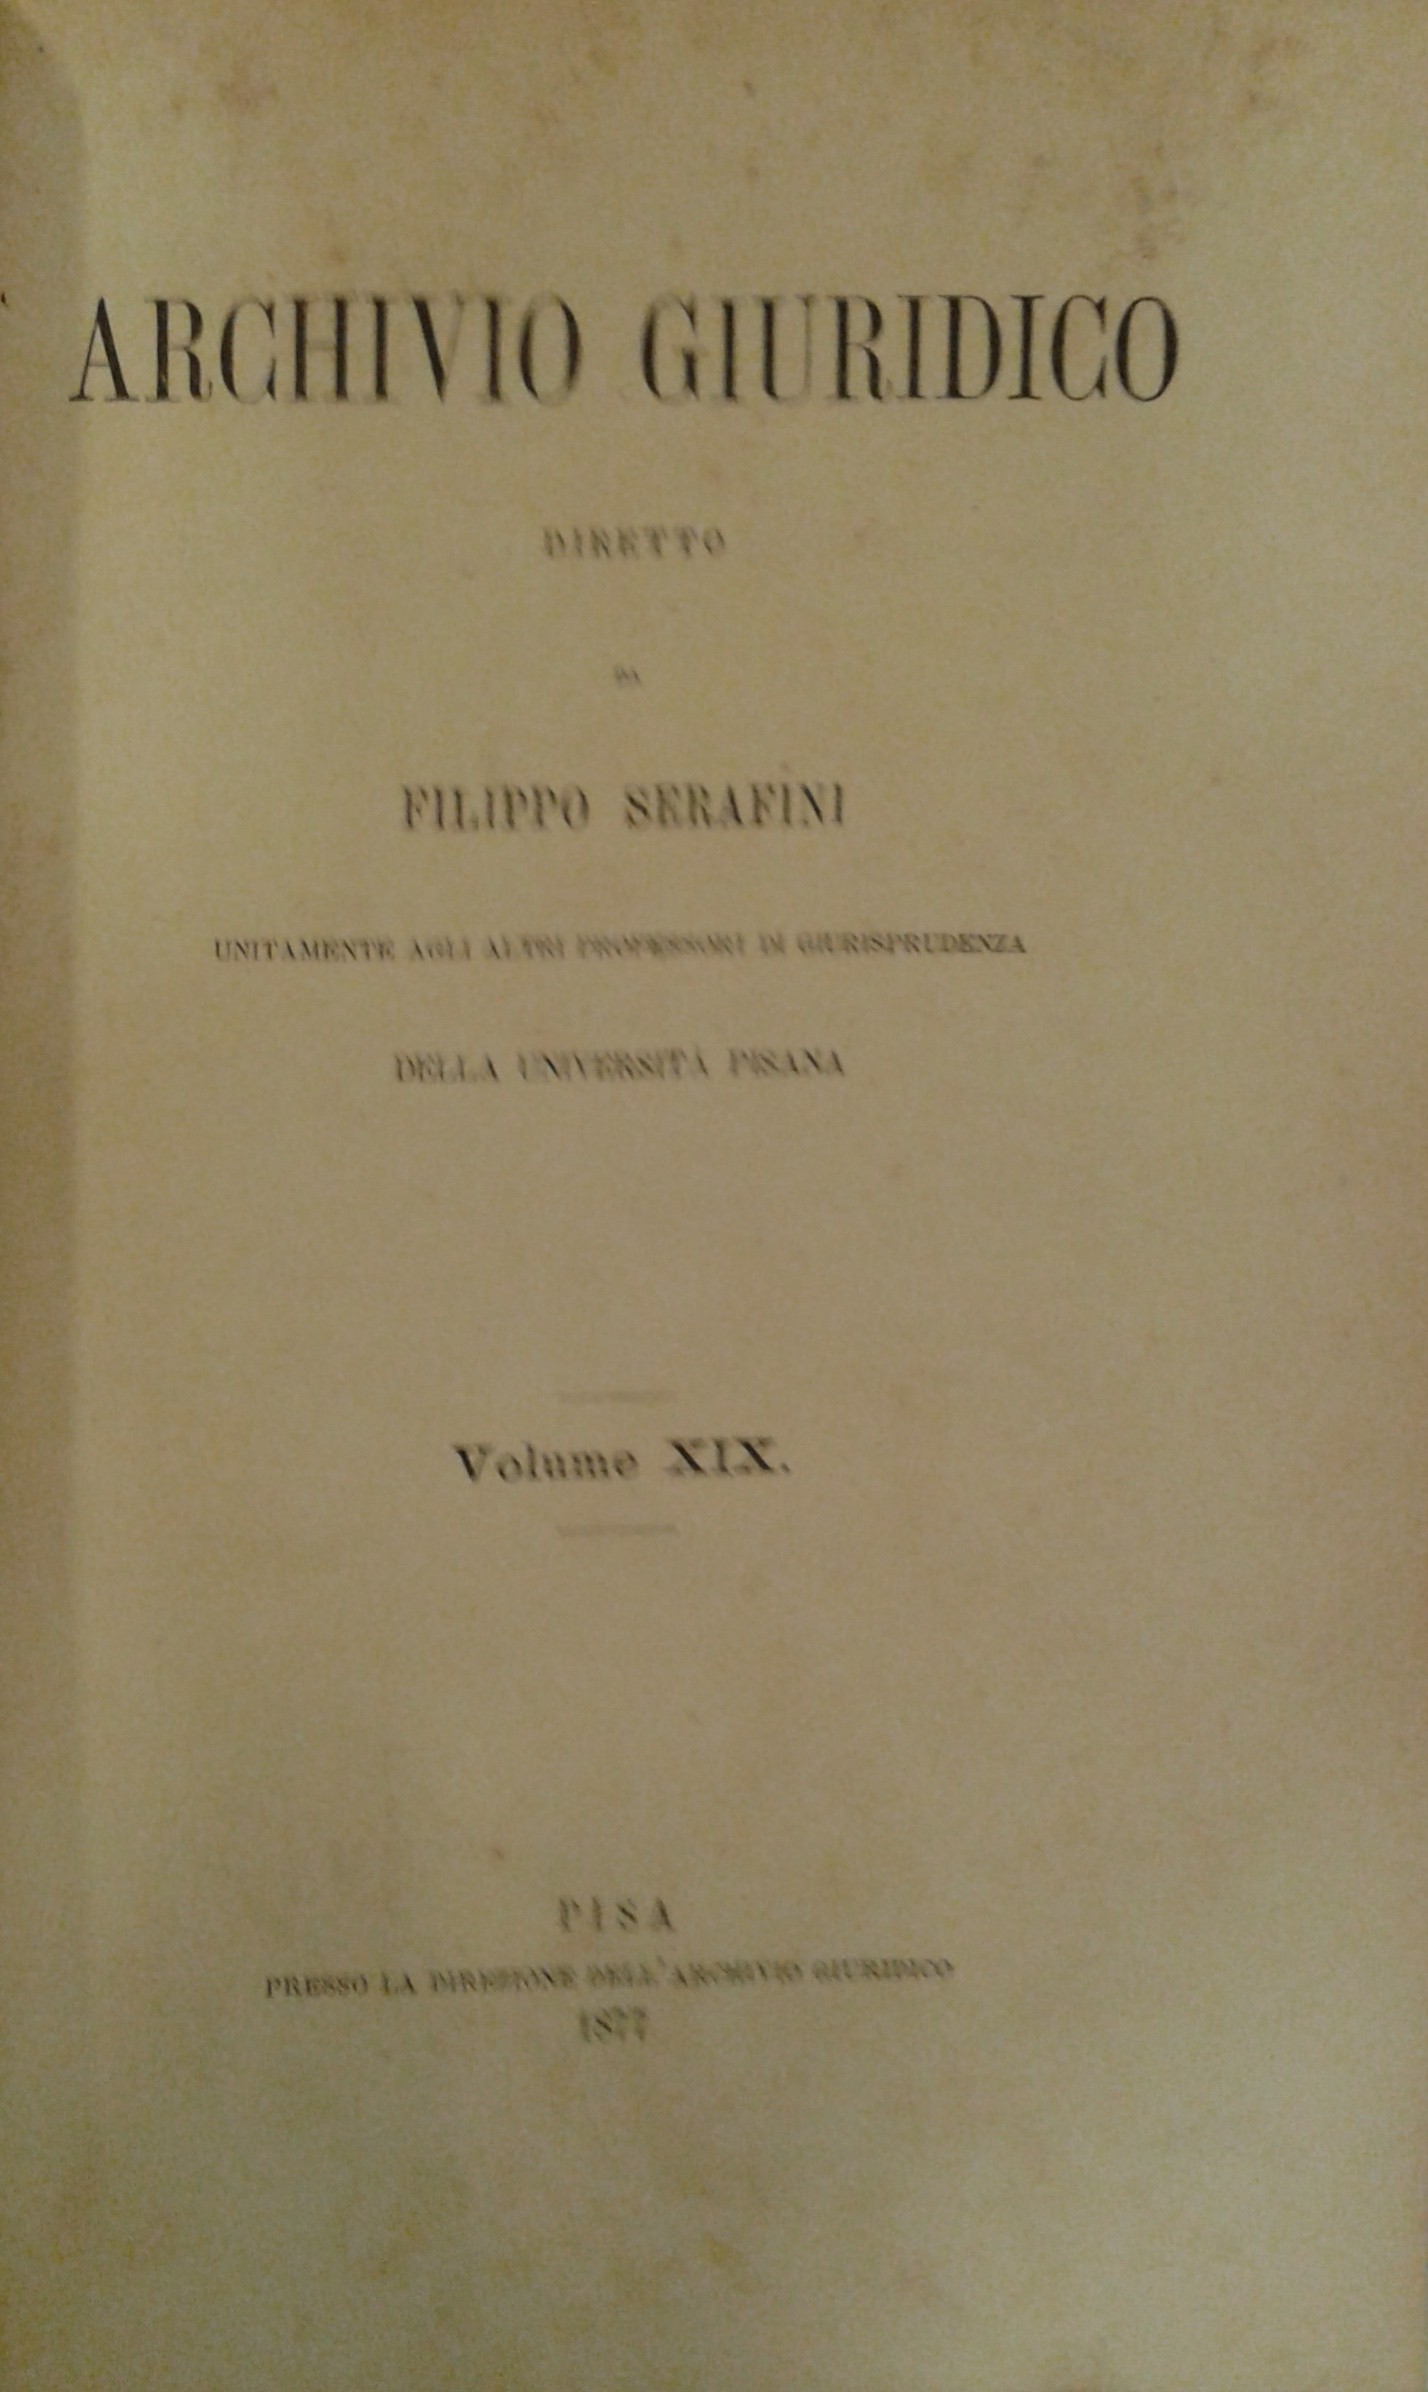 ARCHIVIO GIURIDICO
DIRETTO
DA
FILIPPO SERAFINI
UNITAMENTE AGLI ALTRI PROFESSORI DI GIURISPRUDENZA
DELLA UNIVERSITÀ PISANA
Volume XIX.
PISA
PRESSO LA DIREZIONE DELL'ARCHIVIO GIURIDICO
1877